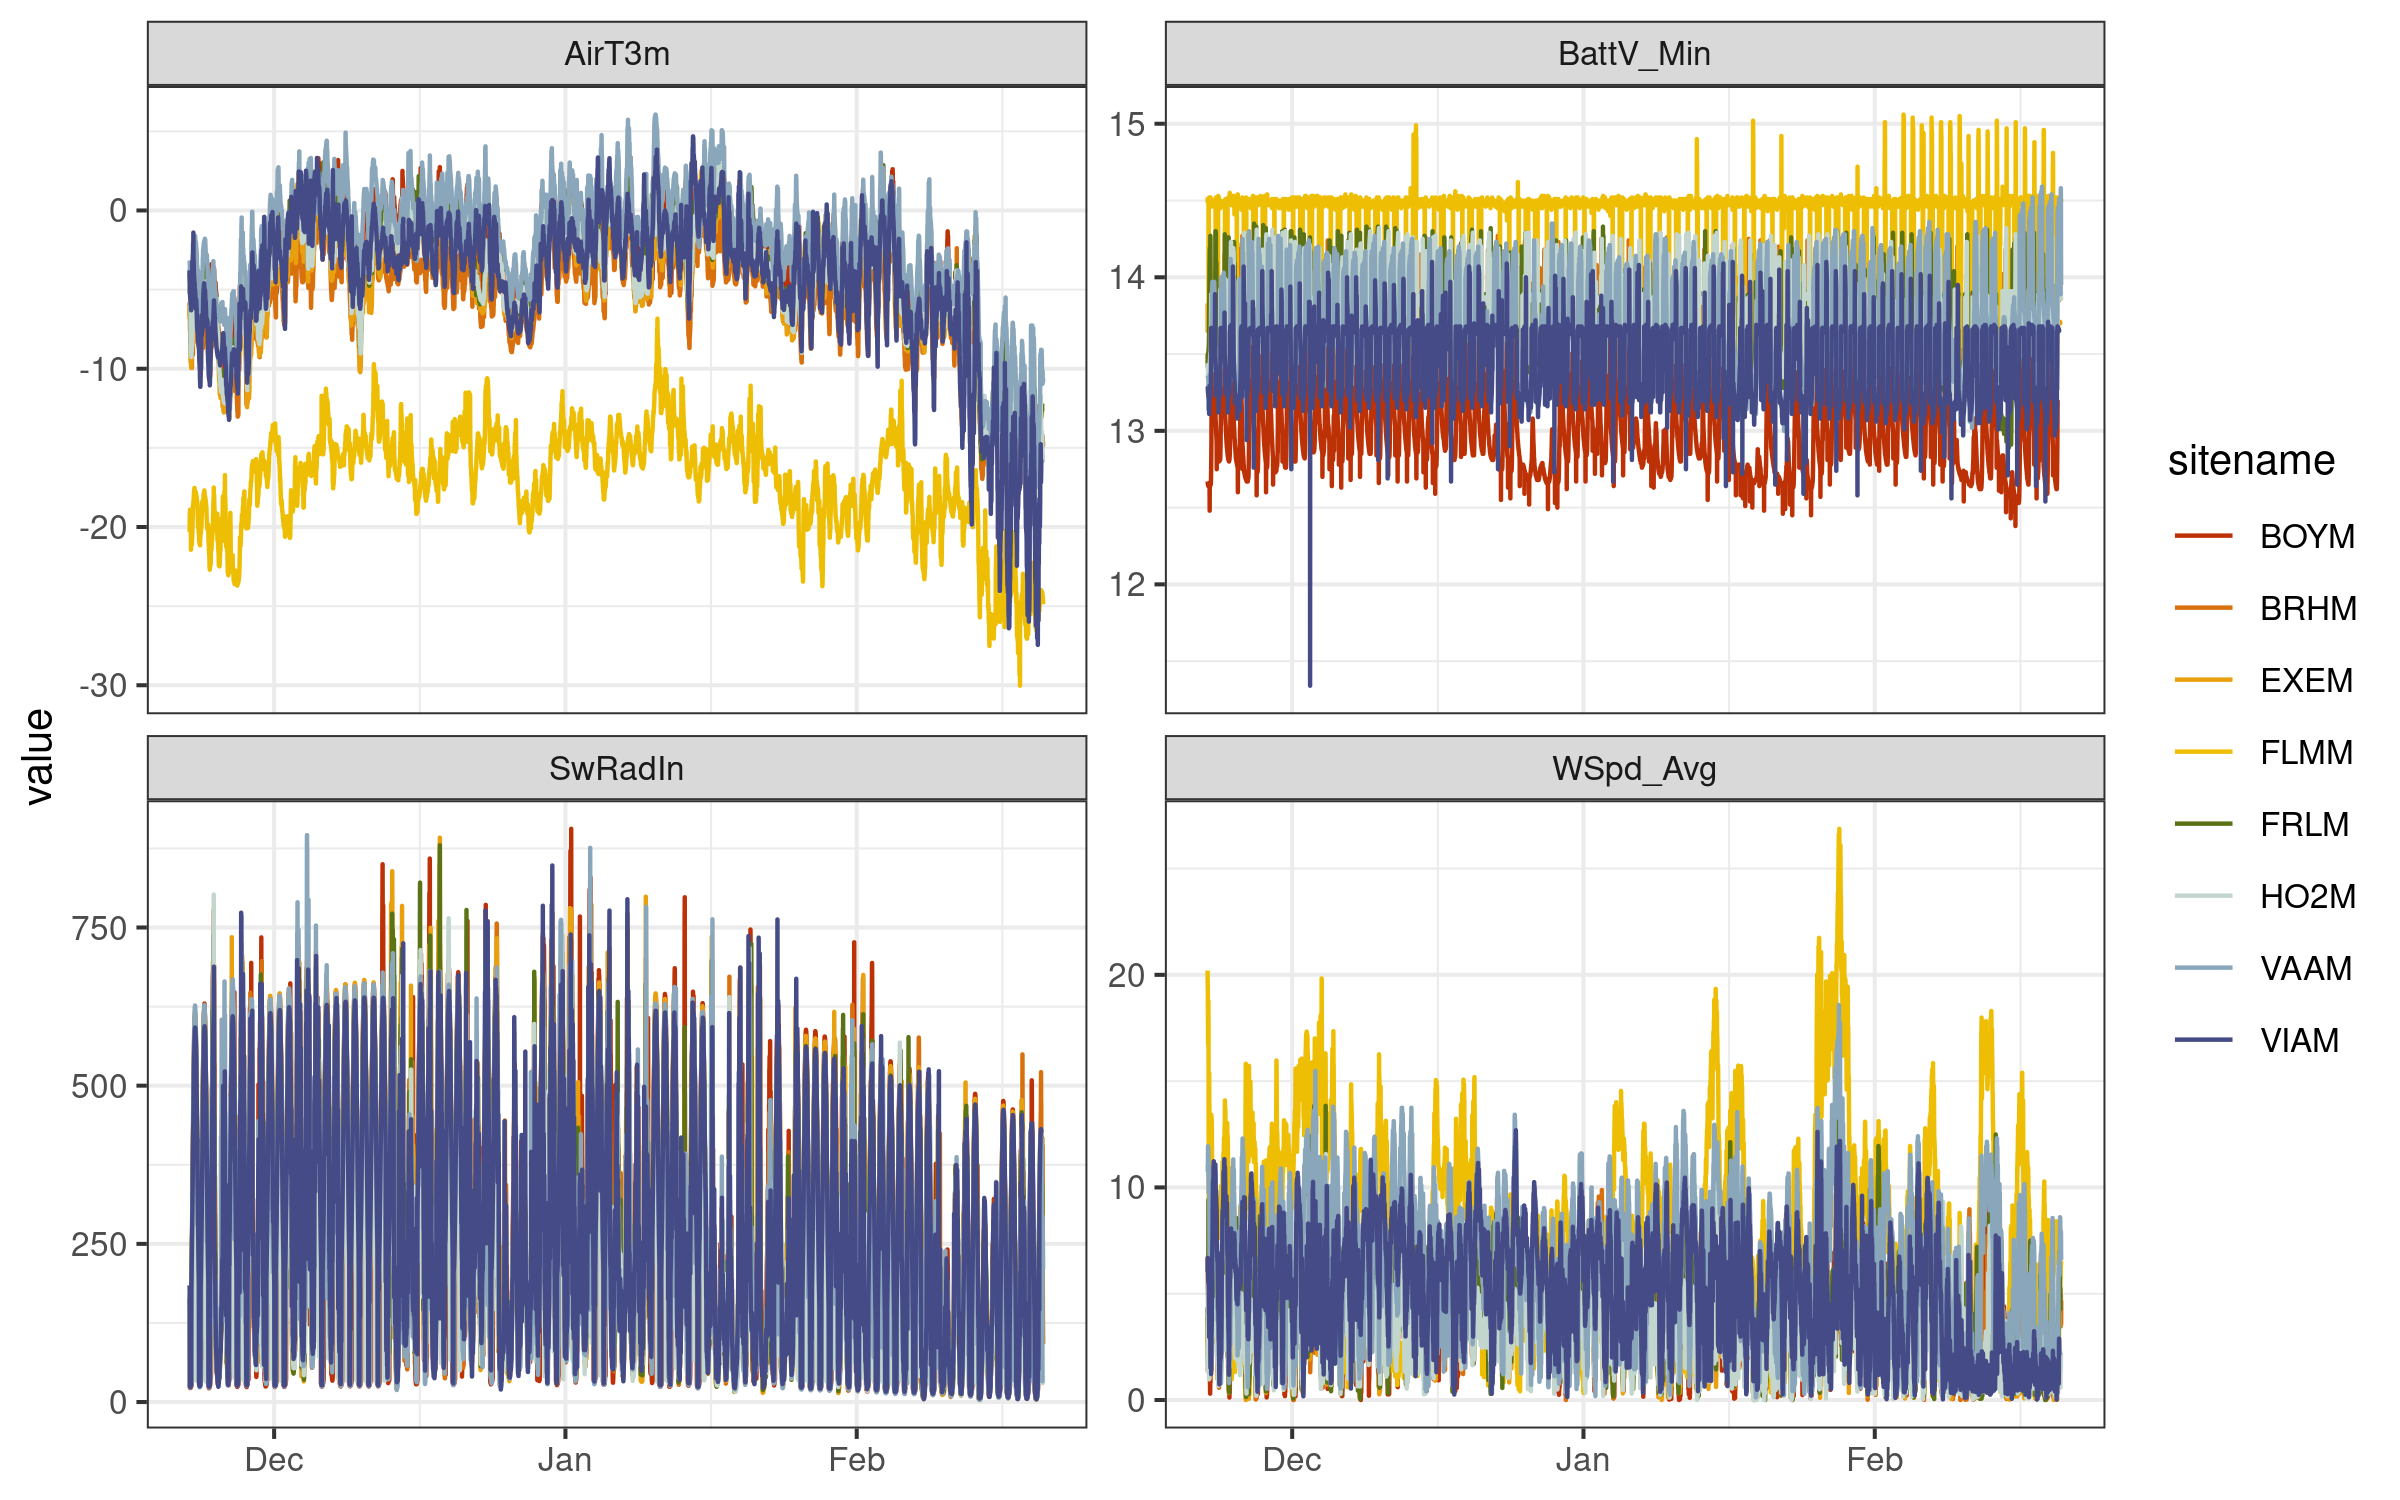 AirT3m
BattV_Min
0
-10
-20
-30
15
14
13
12
value
SwRadIn
WSpd_Avg
750
500
250
0
20
10
0
Dec
Jan
Feb
Dec
Jan
Feb
sitename
BOYM
BRHM
EXEM
FLMM
FRLM
HO2M
VAAM
VIAM